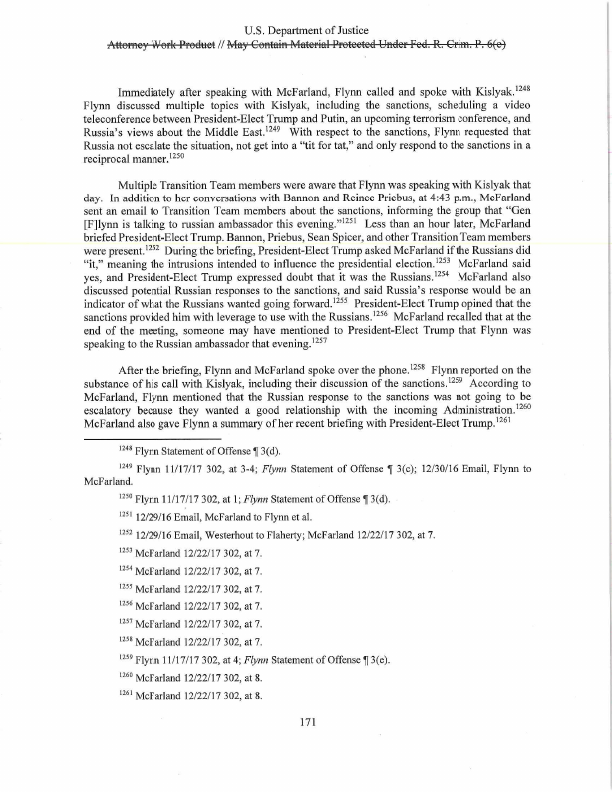 U.S. Department of Justice
Attorney Work Product // May Contain Material Protected Under Fed. R. Crim. P. 6(e)
Immediately after speaking with McFarland, Flynn called and spoke with Kislyak.1248
Flynn discussed multiple topics with Kislyak, including the sanctions, scheduling a video
teleconference between President-Elect Trump and Putin, an upcoming terrorism conference, and
Russia's views about the Middle East.1249 With respect to the sanctions, Flynn requested that
Russia not escalate the situation, not get into a "tit for tat," and only respond to the sanctions in a
reciprocal manner.1250
Multiple Transition Team members were aware that Flynn was speaking with Kislyak that
day. In addition to her conversations with Bannon and Reince Priebus, at 4:43 p.m., McFarland
sent an email to Transition Team members about the sanctions, informing the group that "Gen
[F]lynn is talking to russian ambassador this evening."1251 Less than an hour later, McFarland
briefed President-Elect Trump. Bannon, Priebus, Sean Spicer, and other Transition Team members
were present.1252 During the briefing, President-Elect Trump asked McFarland if the Russians did
"it," meaning the intrusions intended to influence the presidential election.1253 McFarland said
yes, and President-Elect Trump expressed doubt that it was the Russians.1254 McFarland also
discussed potential Russian responses to the sanctions, and said Russia's response would be an
indicator of what the Russians wanted going forward.1255 President-Elect Trump opined that the
sanctions provided him with leverage to use with the Russians.1256 McFarland recalled that at the
end of the meeting, someone may have mentioned to President-Elect Trump that Flynn was
speaking to the Russian ambassador that evening.1257
After the briefing, Flynn and McFarland spoke over the phone.1258 Flynn reported on the
substance of his call with Kislyak, including their discussion of the sanctions.1259 According to
McFarland, Flynn mentioned that the Russian response to the sanctions was not going to be
escalatory because they wanted a good relationship with the incoming Administration.1260
McFarland also gave Flynn a summary of her recent briefing with President-Elect Trump.1261
1248 Flynn Statement of Offense ¶ 3(d).
1249 Flynn 11/17/17 302, at 3-4; Flynn Statement of Offense ¶ 3(c); 12/30/16 Email, Flynn to
McFarland.
1250 Flynn 11/17/17 302, at 1; Flynn Statement of Offense ¶ 3(d).
1251 12/29/16 Email, McFarland to Flynn et al.
1252 12/29/16 Email, Westerhout to Flaherty; McFarland 12/22/17 302, at 7.
1253 McFarland 12/22/17 302, at 7.
1254 McFarland 12/22/17 302, at 7.
1255 McFarland 12/22/17 302, at 7.
1256 McFarland 12/22/17 302, at 7.
1257 McFarland 12/22/17 302, at 7.
1258 McFarland 12/22/17 302, at 7.
1259 Flynn 11/17/17 302, at 4; Flynn Statement of Offense ¶ 3(e).
1260 McFarland 12/22/17 302, at 8.
1261 McFarland 12/22/17 302, at 8.
171